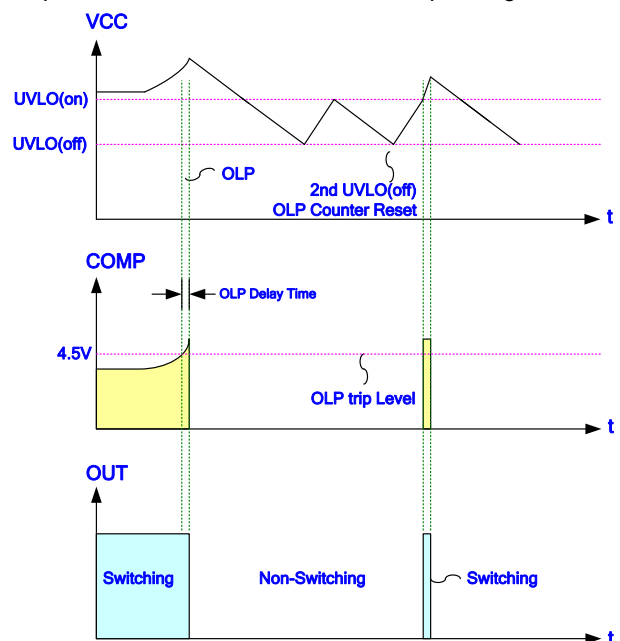 VCC
UVLO(on)
UVLO(off)
OLP
2nd UVLO(off)
OLP Counter Reset
t
COMP
OLP Delay Time
4.5V
OLP trip Level
t
OUT
Switching
Non-Switching
Switching
t